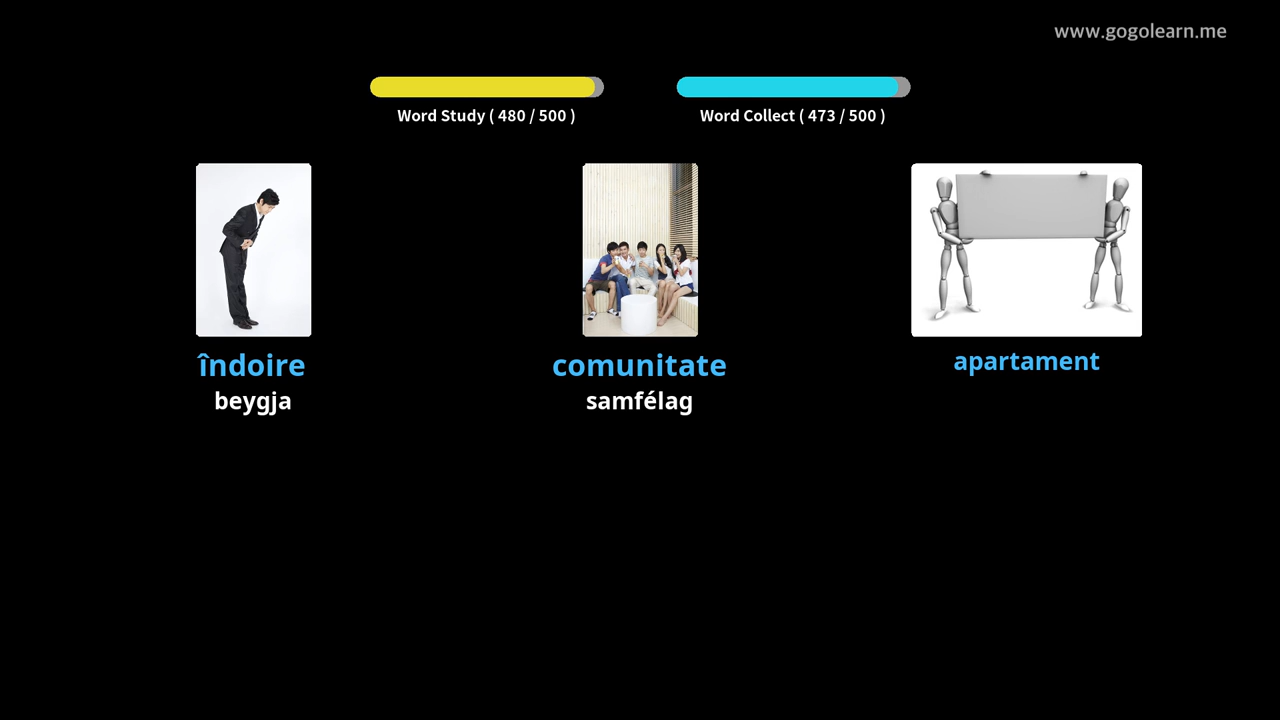 www.gogolearn.me
Word Study ( 480 / 500 )
Word Collect ( 473 / 500 )
îndoire
beygja
comunitate
samfélag
apartament